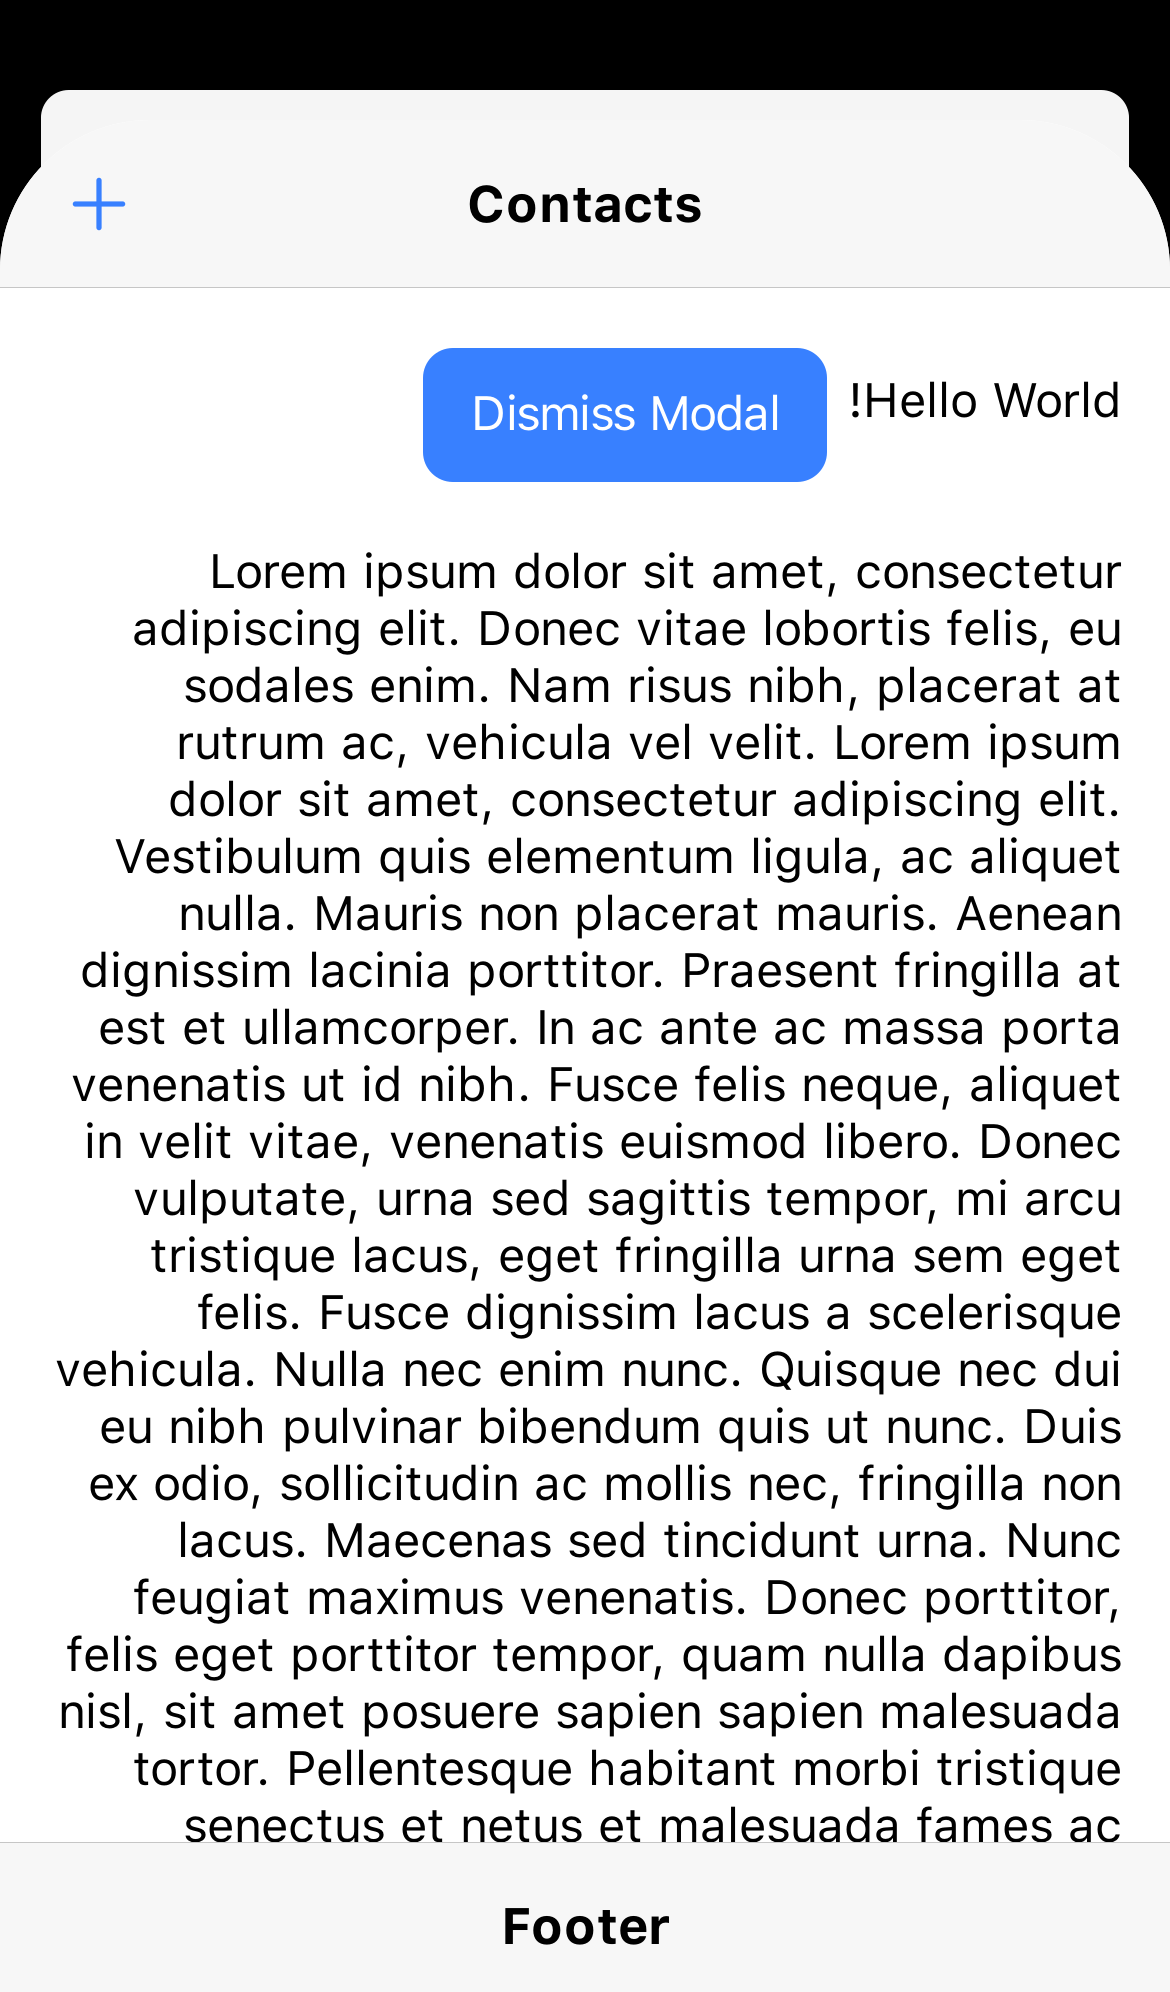 Contacts
!Hello World
Dismiss Modal
Lorem ipsum dolor sit amet, consectetur
adipiscing elit. Donec vitae lobortis felis, eu
sodales enim. Nam risus nibh, placerat at
rutrum ac, vehicula vel velit. Lorem ipsum
dolor sit amet, consectetur adipiscing elit.
Vestibulum quis elementum ligula, ac aliquet
nulla. Mauris non placerat mauris. Aenean
dignissim lacinia porttitor. Praesent fringilla at
est et ullamcorper. In ac ante ac massa porta
venenatis ut id nibh. Fusce felis neque, aliquet
in velit vitae, venenatis euismod libero. Donec
vulputate, urna sed sagittis tempor, mi arcu
tristique lacus, eget fringilla urna sem eget
felis. Fusce dignissim lacus a scelerisque
vehicula. Nulla nec enim nunc. Quisque nec dui
eu nibh pulvinar bibendum quis ut nunc. Duis
ex odio, sollicitudin ac mollis nec, fringilla non
lacus. Maecenas sed tincidunt urna. Nunc
feugiat maximus venenatis. Donec porttitor,
felis eget porttitor tempor, quam nulla dapibus
nisl, sit amet posuere sapien sapien malesuada
tortor. Pellentesque habitant morbi tristique
senectus et netus et malesuada fames ac
Footer